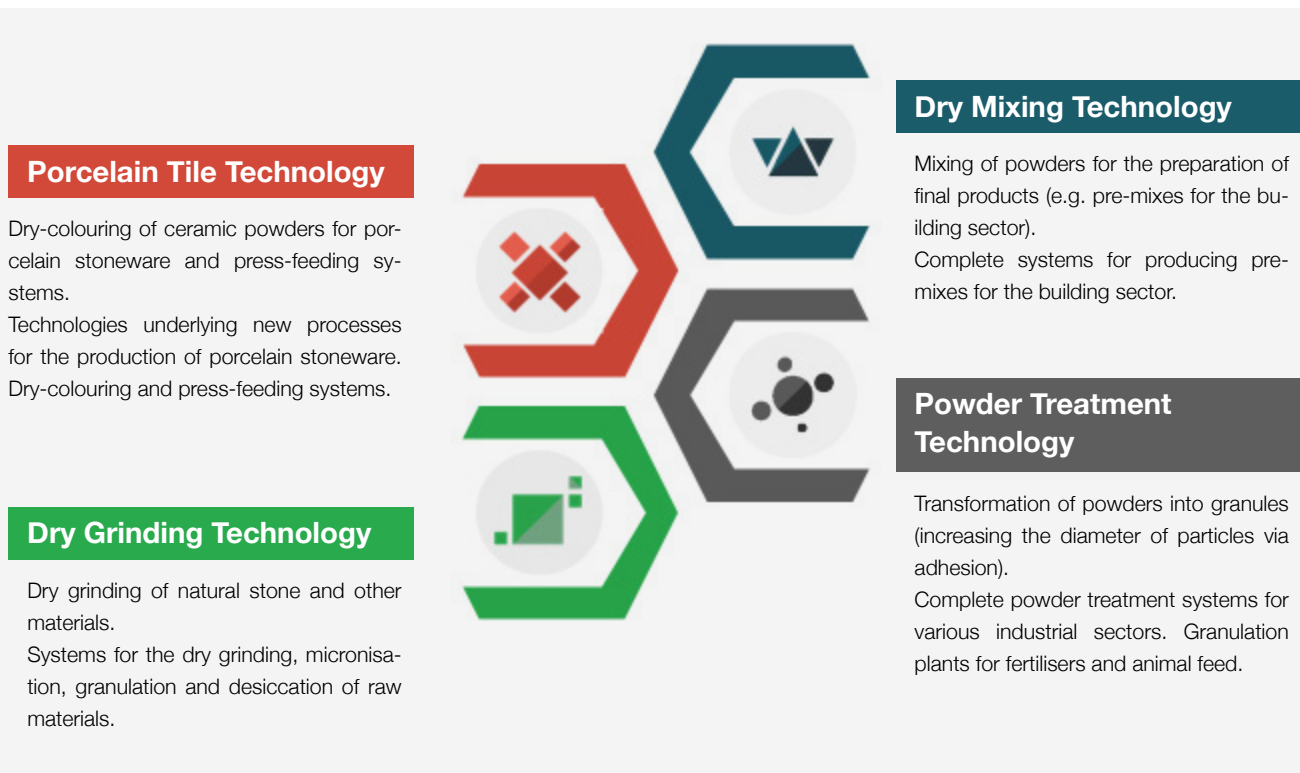 Porcelain Tile Technology
Dry-colouring of ceramic powders for por-
celain stoneware and press-feeding sy-
stems.
Technologies underlying new processes
for the production of porcelain stoneware.
Dry-colouring and press-feeding systems.
Dry Grinding Technology
Dry grinding of natural stone and other
materials.
Systems for the dry grinding, micronisa-
tion, granulation and desiccation of raw
materials.
Dry Mixing Technology
Mixing of powders for the preparation of
final products (e.g. pre-mixes for the bu-
ilding sector).
Complete systems for producing pre-
mixes for the building sector.
Powder Treatment
Technology
Transformation of powders into granules
(increasing the diameter of particles via
adhesion).
Complete powder treatment systems for
various industrial sectors. Granulation
plants for fertilisers and animal feed.